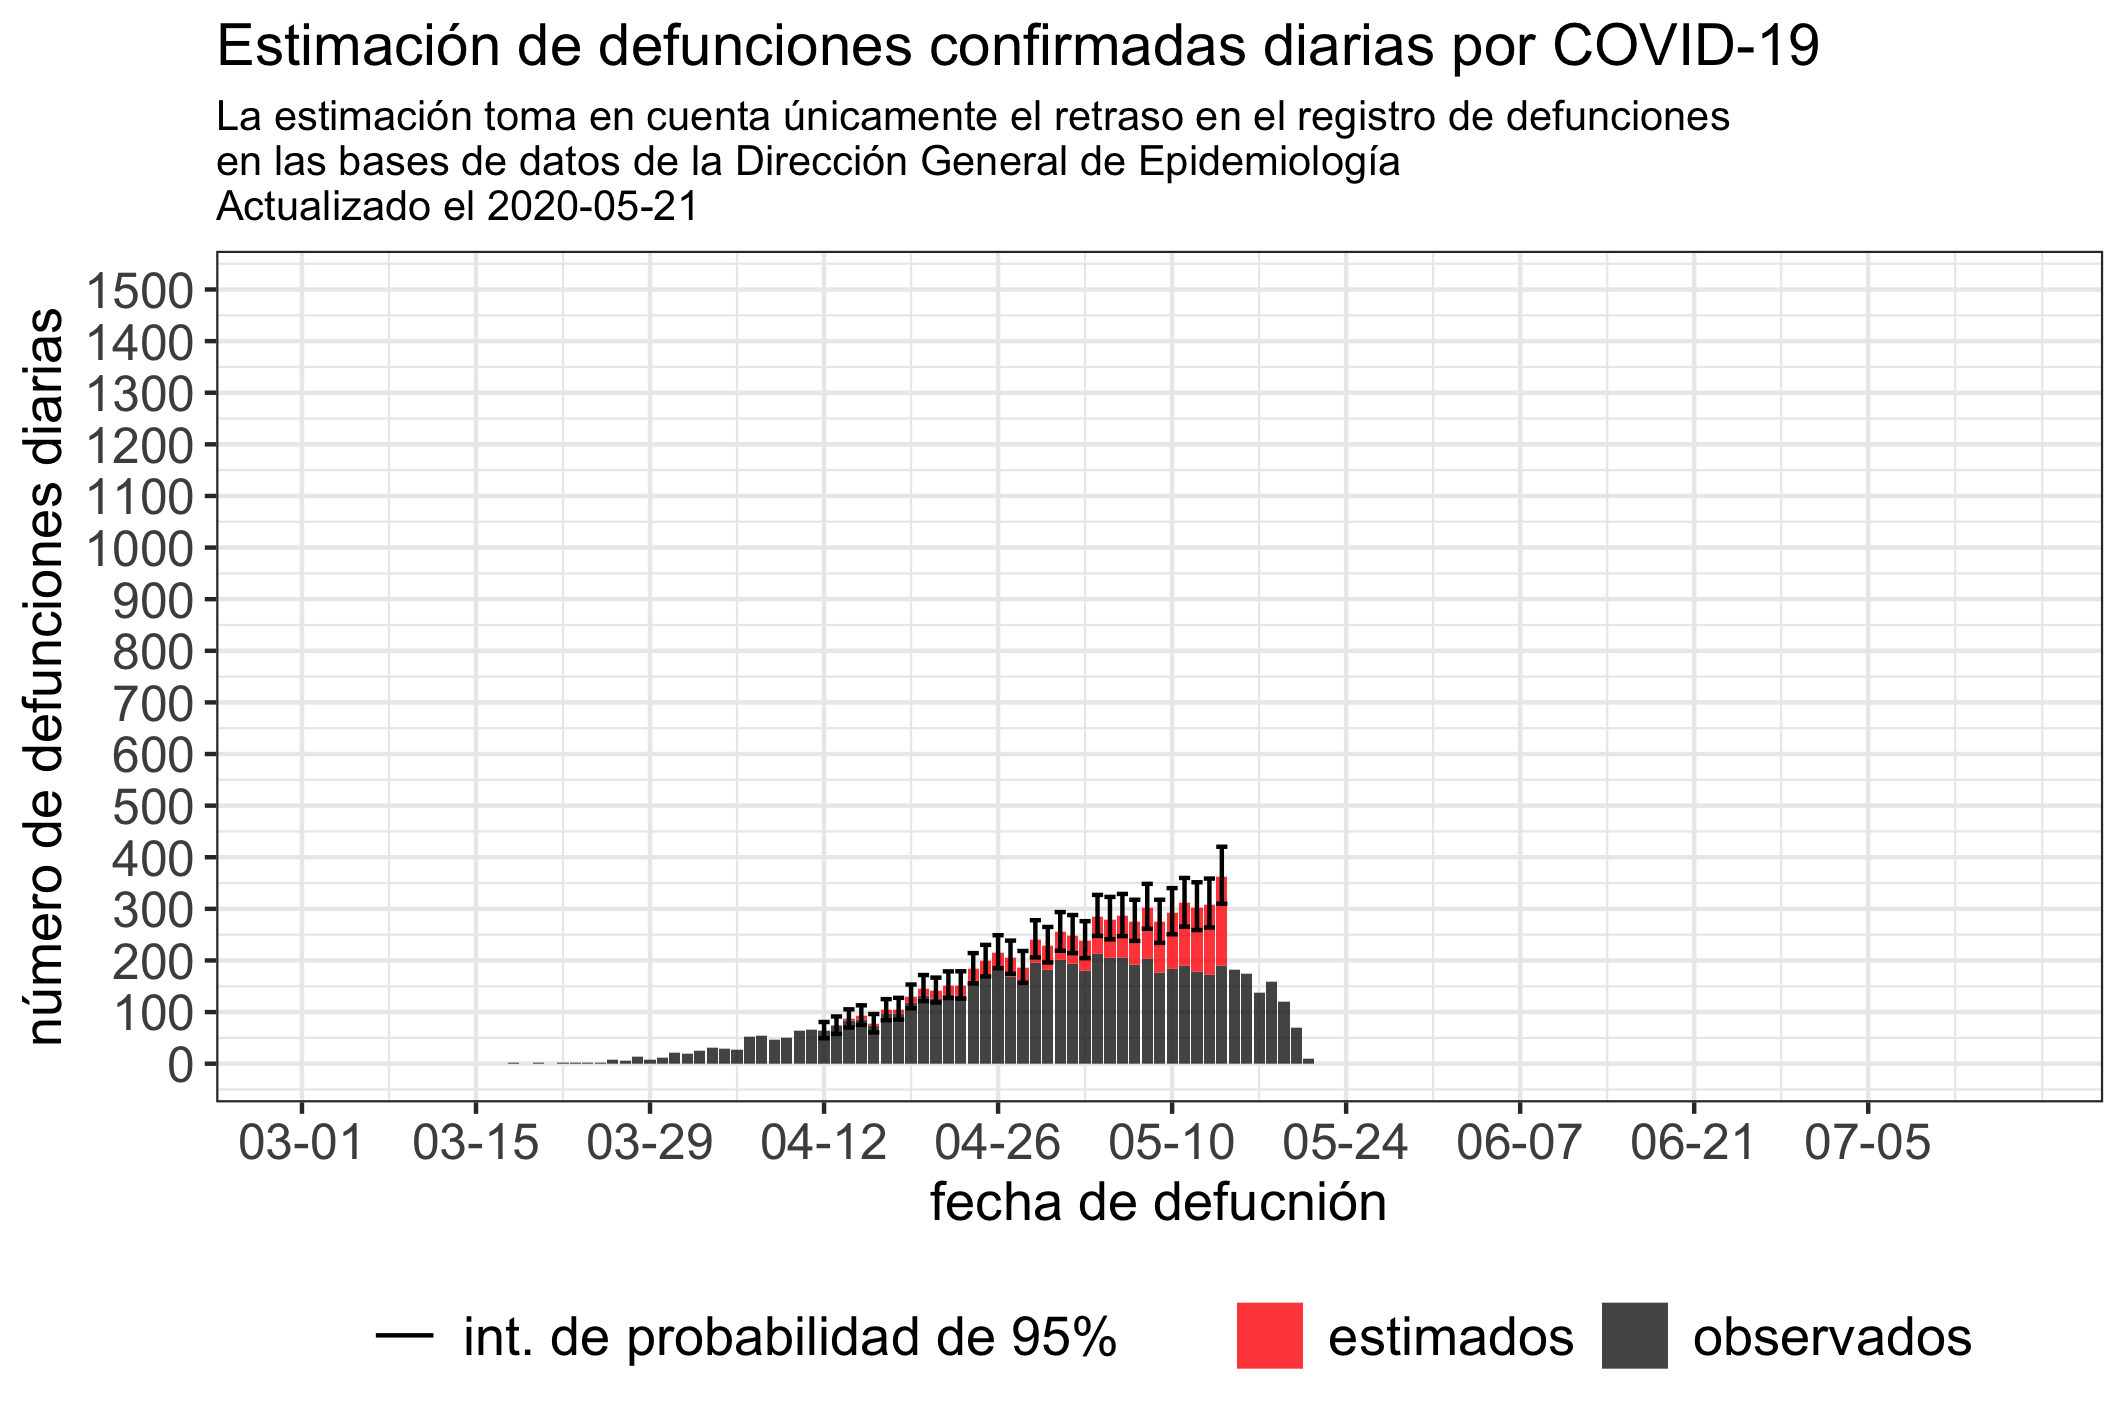 Estimación de defunciones confirmadas diarias por COVID-19
La estimación toma en cuenta únicamente el retraso en el registro de defunciones
en las bases de datos de la Dirección General de Epidemiología
Actualizado el 2020-05-21
número de defunciones diarias
1500
1400
1300
1200
1100
1000
900
800
700
600
500
400
300
200
100
0
03-01 03-15 03-29 04-12 04-26 05-10 05-24 06-07 06-21 07-05
fecha de defucnión
int. de probabilidad de 95% estimados observados